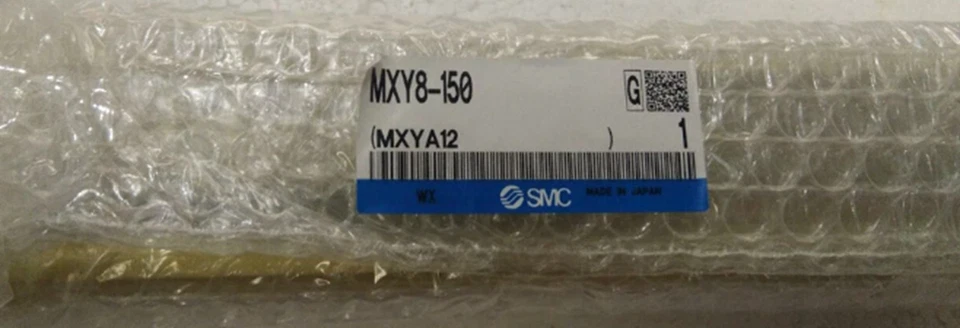 MXY8-150
G
(MXYA12 ) 1
WX SMC MADE IN JAPAN